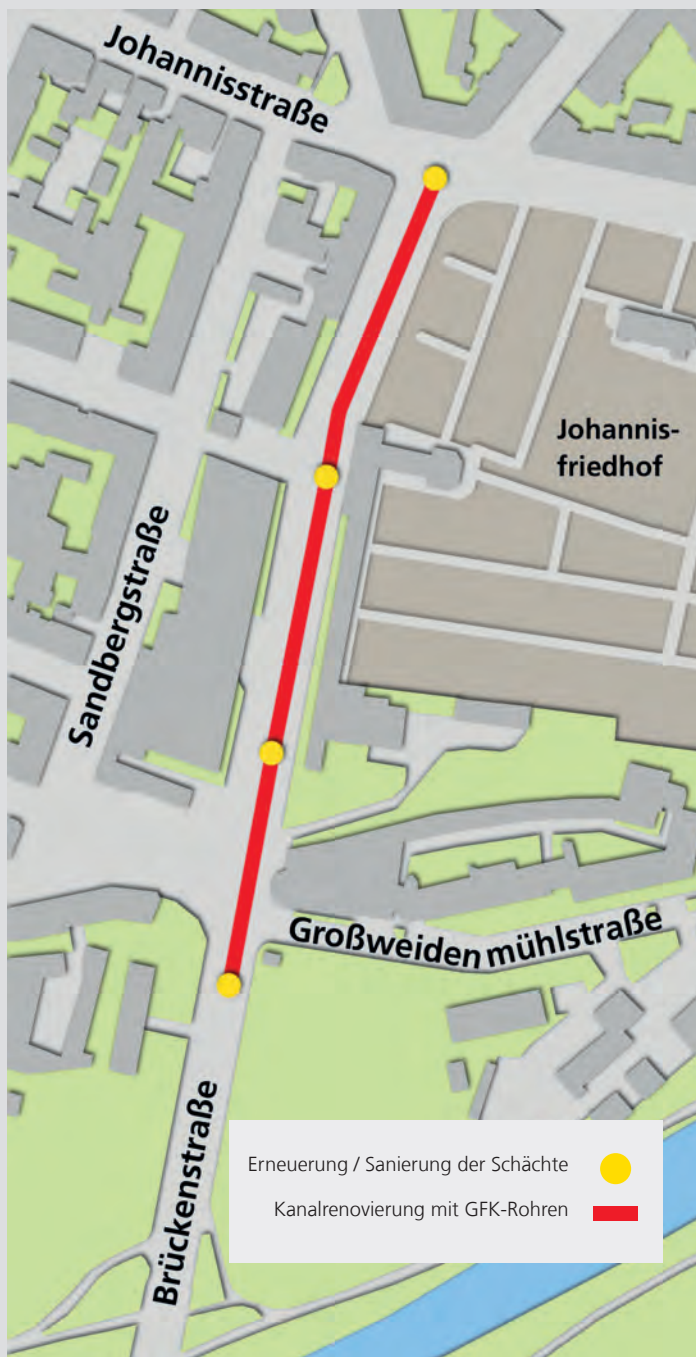 Johannisstraße
Johannis-
friedhof
Sandbergstraße
Großweidenmühlstraße
Brückenstraße
Erneuerung / Sanierung der Schächte
Kanalrenovierung mit GFK-Rohren